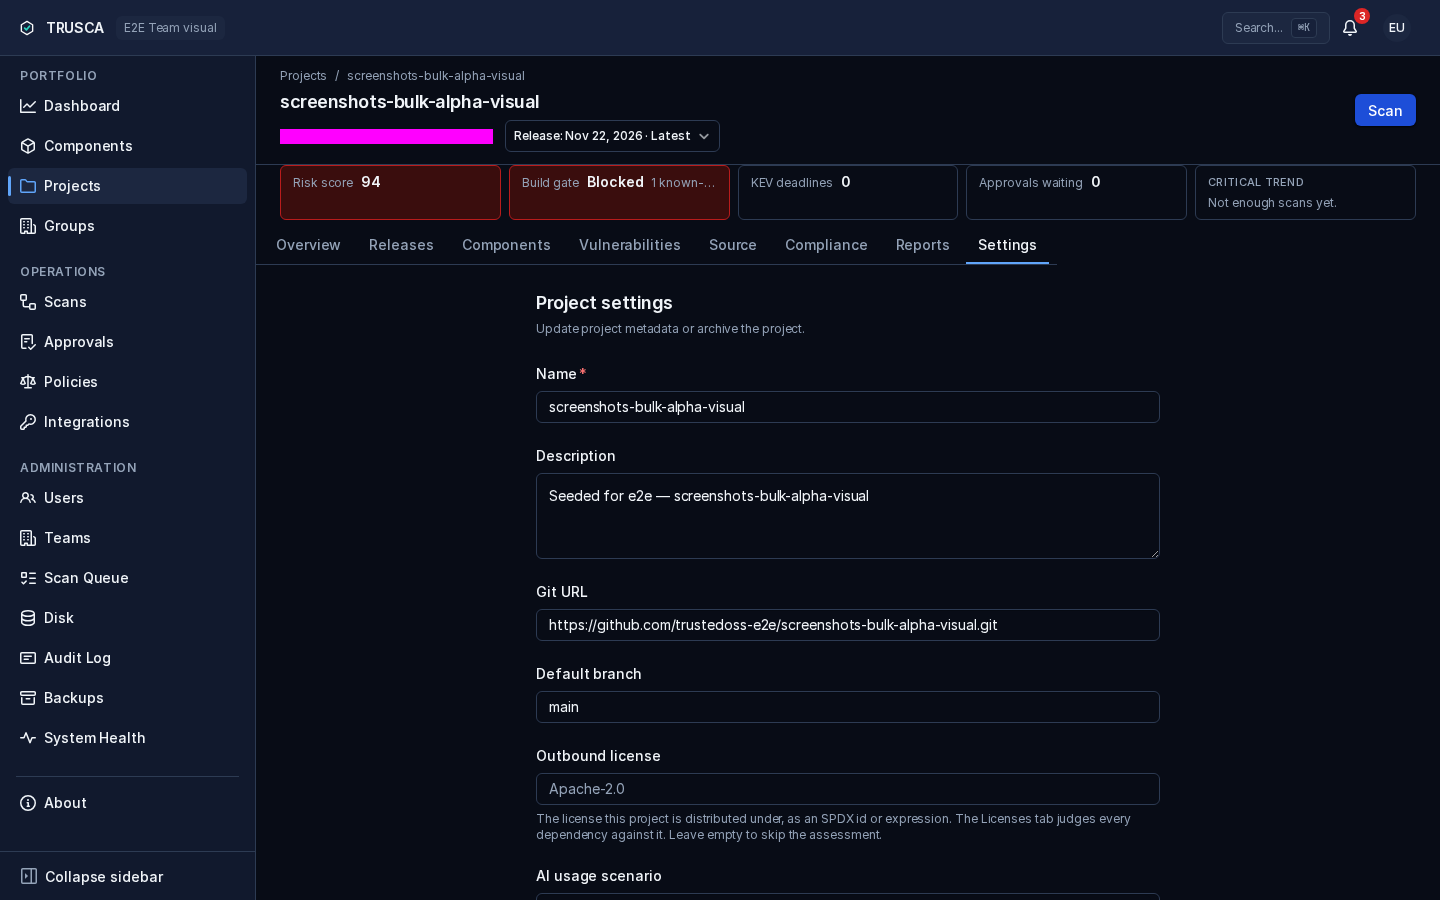 TRUSCA
E2E Team visual
Search...
⌘K
3
EU
PORTFOLIO
Dashboard
Components
Projects
Groups
OPERATIONS
Scans
Approvals
Policies
Integrations
ADMINISTRATION
Users
Teams
Scan Queue
Disk
Audit Log
Backups
System Health
About
Collapse sidebar
Projects / screenshots-bulk-alpha-visual
screenshots-bulk-alpha-visual
Release: Nov 22, 2026 · Latest
Scan
Risk score 94
Build gate Blocked 1 known-...
KEV deadlines 0
Approvals waiting 0
CRITICAL TREND
Not enough scans yet.
Overview
Releases
Components
Vulnerabilities
Source
Compliance
Reports
Settings
Project settings
Update project metadata or archive the project.
Name *
screenshots-bulk-alpha-visual
Description
Seeded for e2e — screenshots-bulk-alpha-visual
Git URL
https://github.com/trustedoss-e2e/screenshots-bulk-alpha-visual.git
Default branch
main
Outbound license
Apache-2.0
The license this project is distributed under, as an SPDX id or expression. The Licenses tab judges every
dependency against it. Leave empty to skip the assessment.
AI usage scenario